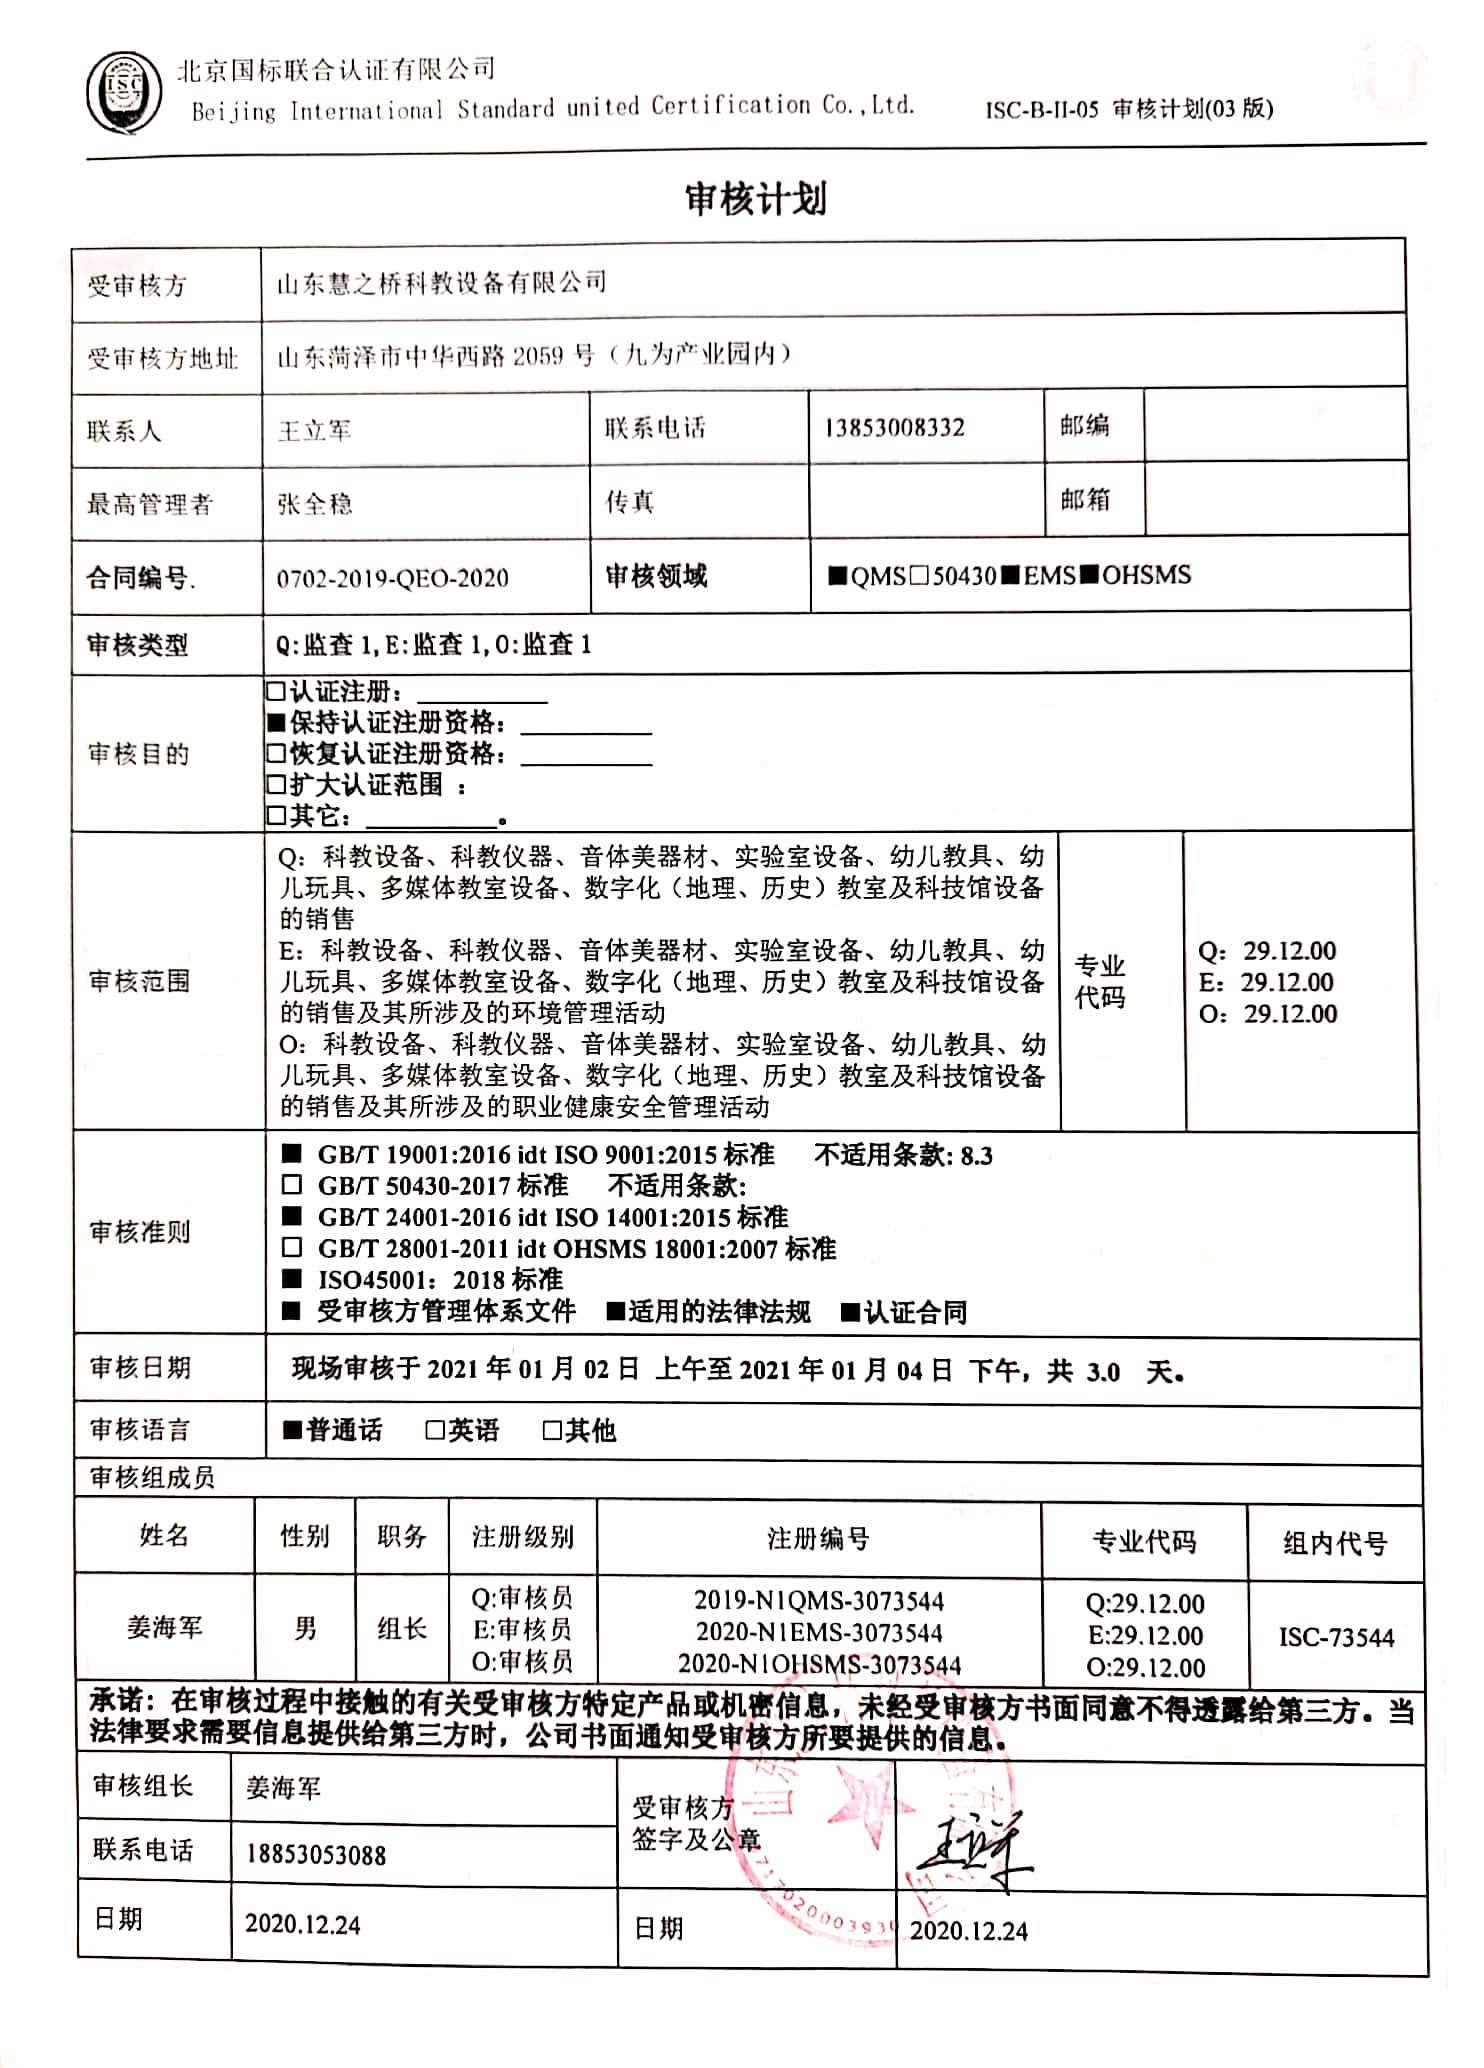 ISC
北京国标联合认证有限公司
Beijing International Standard united Certification Co.,Ltd.
ISC-B-II-05 审核计划(03 版)
审核计划
受审核方 山东慧之桥科教设备有限公司
受审核方地址 山东菏泽市中华西路 2059 号（九为产业园内）
联系人 王立军 联系电话 13853008332 邮编
最高管理者 张全稳 传真 邮箱
合同编号. 0702-2019-QEO-2020 审核领域 ■QMS□50430■EMS■OHSMS
审核类型 Q:监查 1, E:监查 1, O:监查 1
审核目的
□认证注册：
■保持认证注册资格：
□恢复认证注册资格：
□扩大认证范围 ：
□其它：。
审核范围
Q：科教设备、科教仪器、音体美器材、实验室设备、幼儿教具、幼
儿玩具、多媒体教室设备、数字化（地理、历史）教室及科技馆设备
的销售
E：科教设备、科教仪器、音体美器材、实验室设备、幼儿教具、幼
儿玩具、多媒体教室设备、数字化（地理、历史）教室及科技馆设备
的销售及其所涉及的环境管理活动
O：科教设备、科教仪器、音体美器材、实验室设备、幼儿教具、幼
儿玩具、多媒体教室设备、数字化（地理、历史）教室及科技馆设备
的销售及其所涉及的职业健康安全管理活动
专业
代码
Q：29.12.00
E：29.12.00
O：29.12.00
审核准则
■ GB/T 19001:2016 idt ISO 9001:2015 标准 不适用条款: 8.3
□ GB/T 50430-2017 标准 不适用条款:
■ GB/T 24001-2016 idt ISO 14001:2015 标准
□ GB/T 28001-2011 idt OHSMS 18001:2007 标准
■ ISO45001：2018 标准
■ 受审核方管理体系文件 ■适用的法律法规 ■认证合同
审核日期 现场审核于 2021 年 01 月 02 日 上午至 2021 年 01 月 04 日 下午，共 3.0 天。
审核语言 ■普通话 □英语 □其他
审核组成员
姓名 性别 职务 注册级别 注册编号 专业代码 组内代号
姜海军 男 组长
Q:审核员 2019-N1QMS-3073544 Q:29.12.00
E:审核员 2020-N1EMS-3073544 E:29.12.00
O:审核员 2020-N1OHSMS-3073544 O:29.12.00
ISC-73544
承诺：在审核过程中接触的有关受审核方特定产品或机密信息，未经受审核方书面同意不得透露给第三方。当
法律要求需要信息提供给第三方时，公司书面通知受审核方所要提供的信息。
审核组长 姜海军
受审核方
签字及公章
王立军
联系电话 18853053088
日期 2020.12.24 日期 2020.12.24